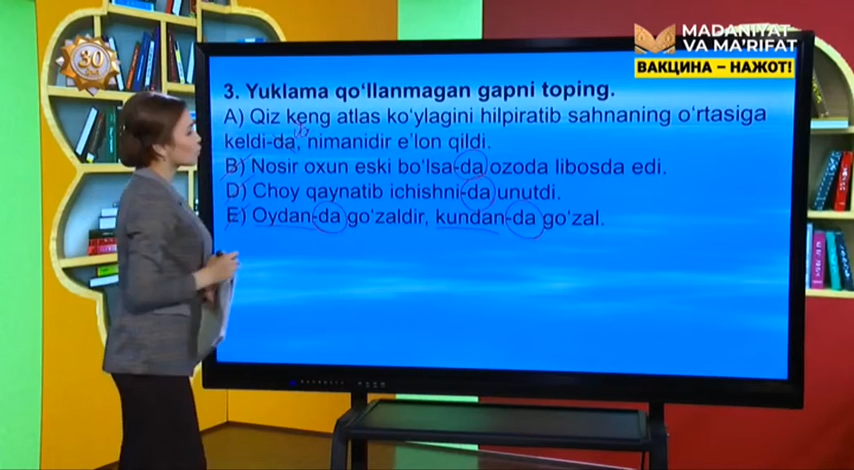 MADANIYAT
VA MA'RIFAT
ВАКЦИНА – НАЖОТ!
30
3. Yuklama qo‘llanmagan gapni toping.
A) Qiz keng atlas ko‘ylagini hilpiratib sahnaning o‘rtasiga
keldi-da, nimanidir e’lon qildi.
B) Nosir oxun eski bo‘lsa-da ozoda libosda edi.
D) Choy qaynatib ichishni-da unutdi.
E) Oydan-da go‘zaldir, kundan-da go‘zal.